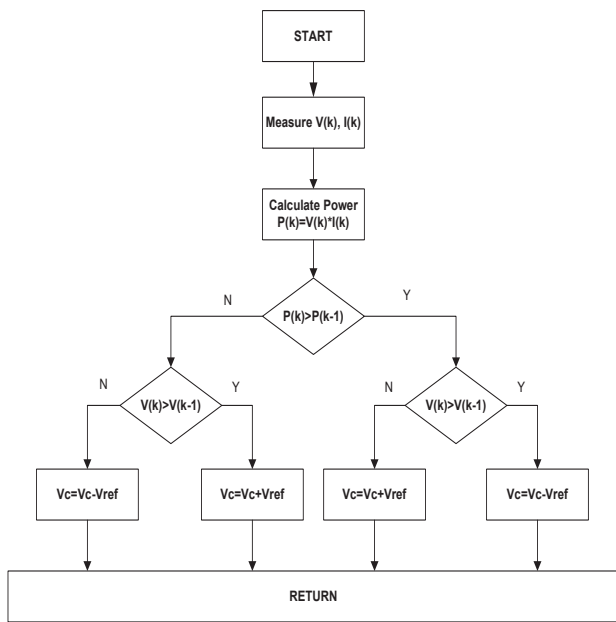 START
Measure V(k), I(k)
Calculate Power
P(k)=V(k)*I(k)
N
Y
P(k)>P(k-1)
N
Y
N
Y
V(k)>V(k-1)
V(k)>V(k-1)
Vc=Vc-Vref
Vc=Vc+Vref
Vc=Vc+Vref
Vc=Vc-Vref
RETURN